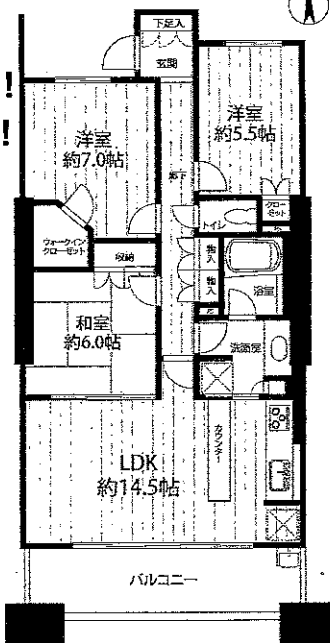 下足入
玄関
洋室
約5.5帖
洋室
約7.0帖
廊下
クロー
ゼット
トイレ
ウォークイン
クローゼット
収納
物入
物入
浴室
和室
約6.0帖
洗面所
カウンター
LDK
約14.5帖
バルコニー
!
!